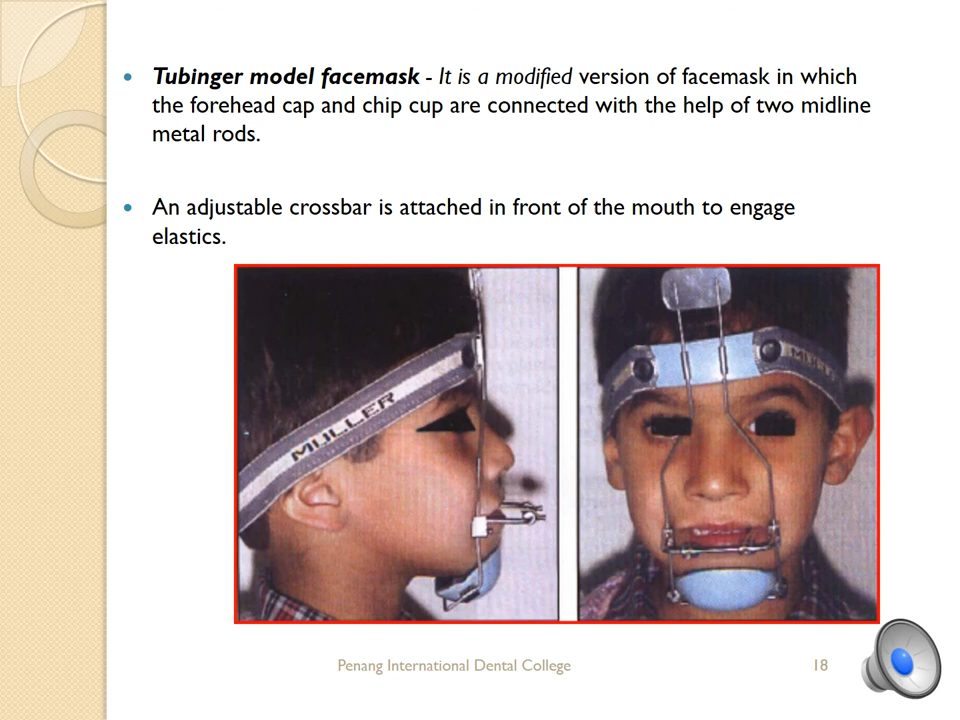 Tubinger model facemask - It is a modified version of facemask in which
the forehead cap and chip cup are connected with the help of two midline
metal rods.
An adjustable crossbar is attached in front of the mouth to engage
elastics.
MULLER
MULL
Penang International Dental College
18